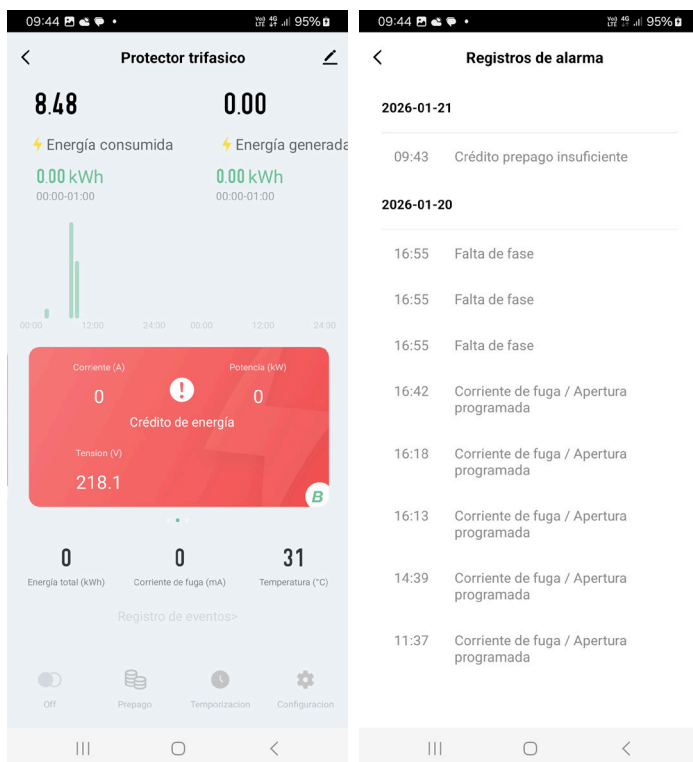 09:44
Vo)) LTE 4G 95%
Protector trifasico
8.48
0.00
Energía consumida
Energía generada
0.00 kWh
0.00 kWh
00:00-01:00
00:00-01:00
00:00 12:00 24:00 00:00 12:00 24:00
Corriente (A)
Potencia (kW)
0
!
0
Crédito de energía
Tension (V)
218.1
B
0
0
31
Energía total (kWh)
Corriente de fuga (mA)
Temperatura (°C)
Registro de eventos>
Off
Prepago
Temporizacion
Configuracion
09:44
Vo)) LTE 4G 95%
Registros de alarma
2026-01-21
09:43 Crédito prepago insuficiente
2026-01-20
16:55 Falta de fase
16:55 Falta de fase
16:55 Falta de fase
16:42 Corriente de fuga / Apertura
programada
16:18 Corriente de fuga / Apertura
programada
16:13 Corriente de fuga / Apertura
programada
14:39 Corriente de fuga / Apertura
programada
11:37 Corriente de fuga / Apertura
programada